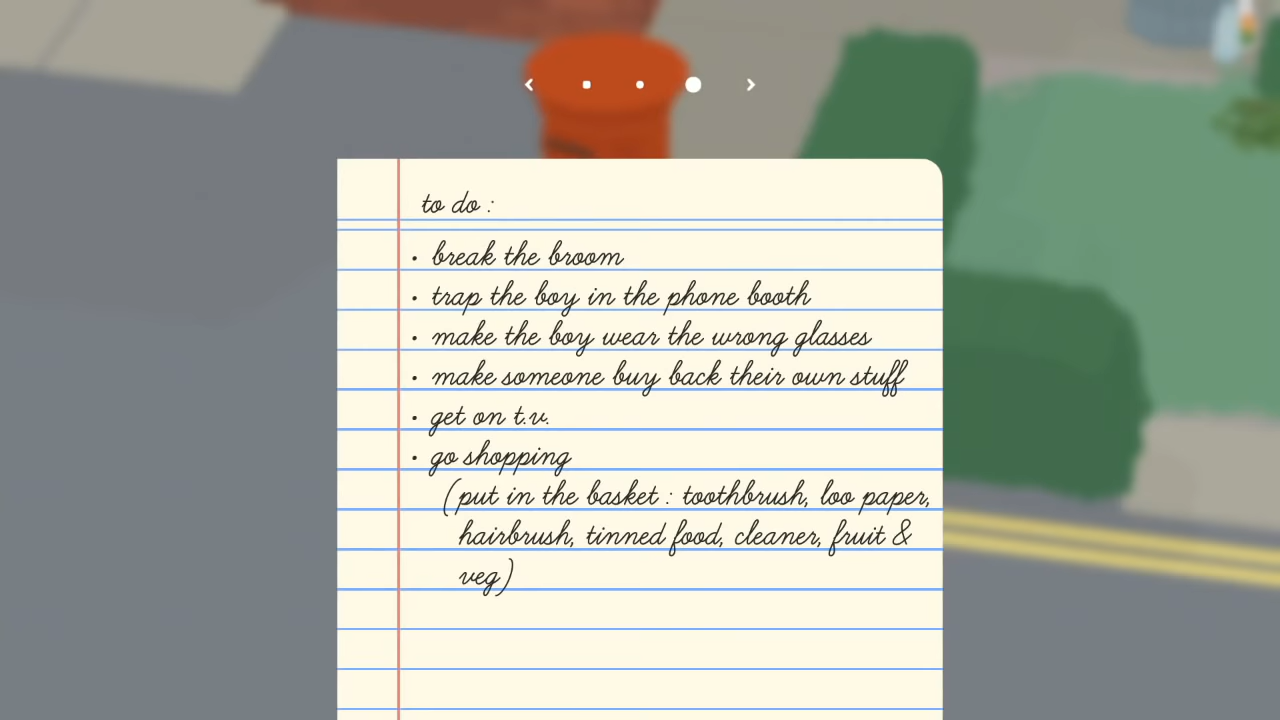 to do :
• break the broom
• trap the boy in the phone booth
• make the boy wear the wrong glasses
• make someone buy back their own stuff
• get on t.v.
• go shopping
(put in the basket : toothbrush, loo paper,
hairbrush, tinned food, cleaner, fruit &
veg)